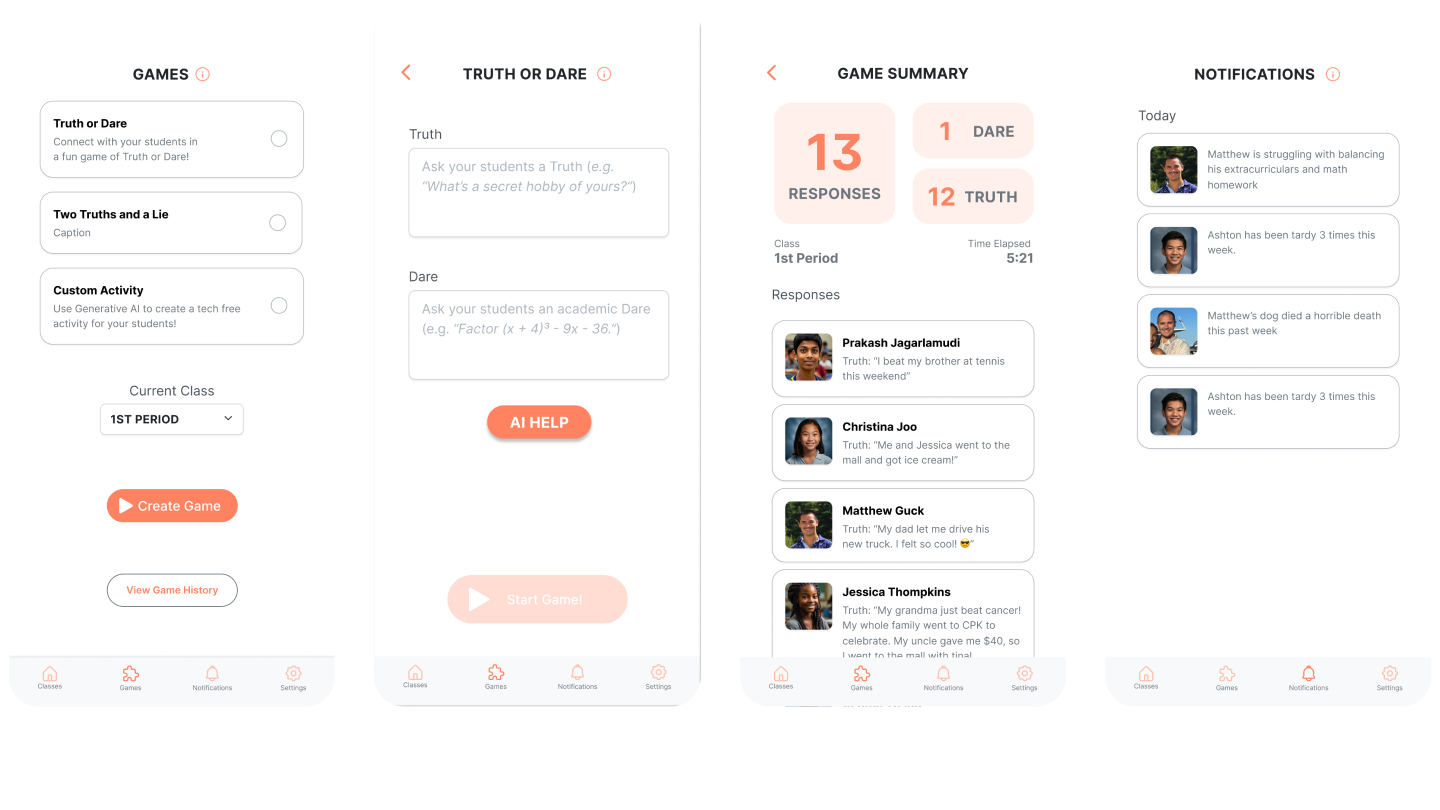 GAMES
Truth or Dare
Connect with your students in
a fun game of Truth or Dare!
Two Truths and a Lie
Caption
Custom Activity
Use Generative AI to create a tech free
activity for your students!
Current Class
1ST PERIOD
Create Game
View Game History
Classes
Games
Notifications
Settings
TRUTH OR DARE
Truth
Ask your students a Truth (e.g.
“What’s a secret hobby of yours?”)
Dare
Ask your students an academic Dare
(e.g. “Factor (x + 4)³ - 9x - 36.”)
AI HELP
Start Game!
Classes
Games
Notifications
Settings
GAME SUMMARY
13
RESPONSES
1 DARE
12 TRUTH
Class
1st Period
Time Elapsed
5:21
Responses
Prakash Jagarlamudi
Truth: “I beat my brother at tennis
this weekend”
Christina Joo
Truth: “Me and Jessica went to the
mall and got ice cream!”
Matthew Guck
Truth: “My dad let me drive his
new truck. I felt so cool! 😎”
Jessica Thompkins
Truth: “My grandma just beat cancer!
My whole family went to CPK to
celebrate. My uncle gave me $40, so
I went to the mall with
Classes
Games
Notifications
Settings
NOTIFICATIONS
Today
Matthew is struggling with balancing
his extracurriculars and math
homework
Ashton has been tardy 3 times this
week.
Matthew’s dog died a horrible death
this past week
Ashton has been tardy 3 times this
week.
Classes
Games
Notifications
Settings